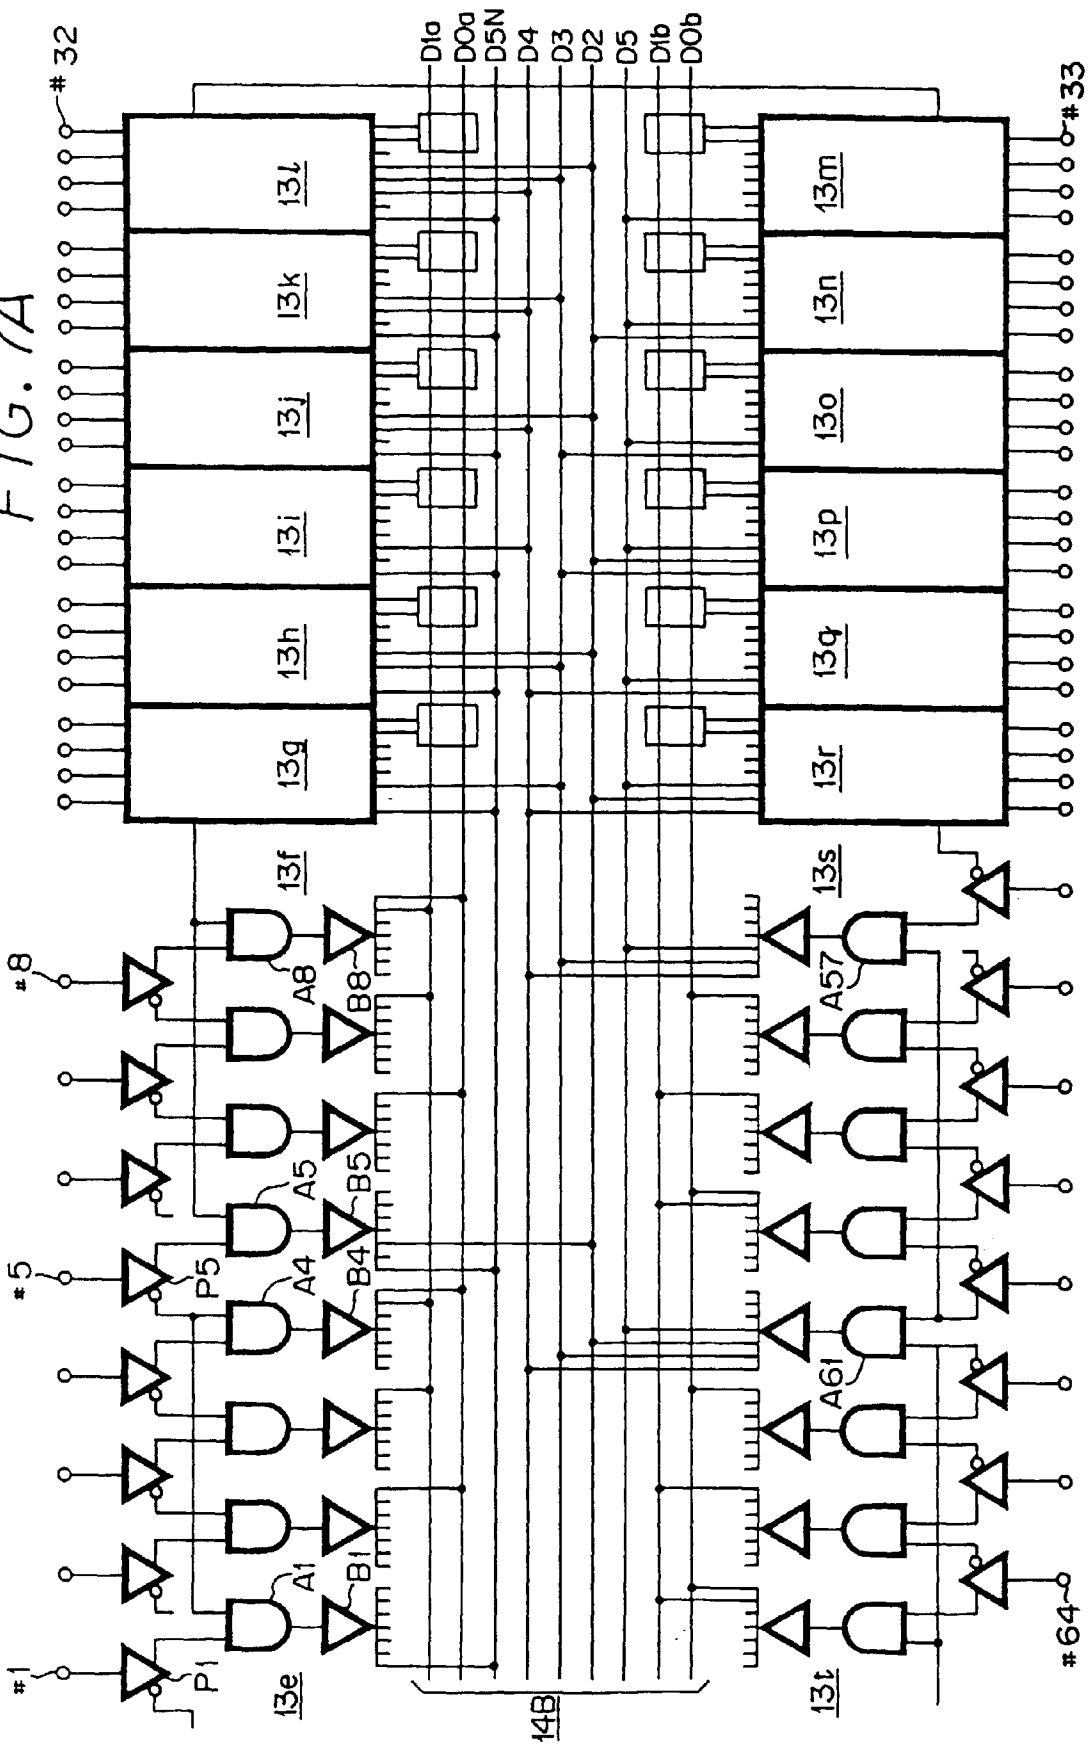 FIG. 7A
#1
#5
#8
#32
P1
P5
A1
A4
A5
A8
B1
B4
B5
B8
13e
13f
13g
13h
13i
13j
13k
13l
D1a
D0a
D5N
D4
D3
D2
D5
D1b
D0b
14B
13t
13s
13r
13q
13p
13o
13n
13m
A61
A57
#64
#33